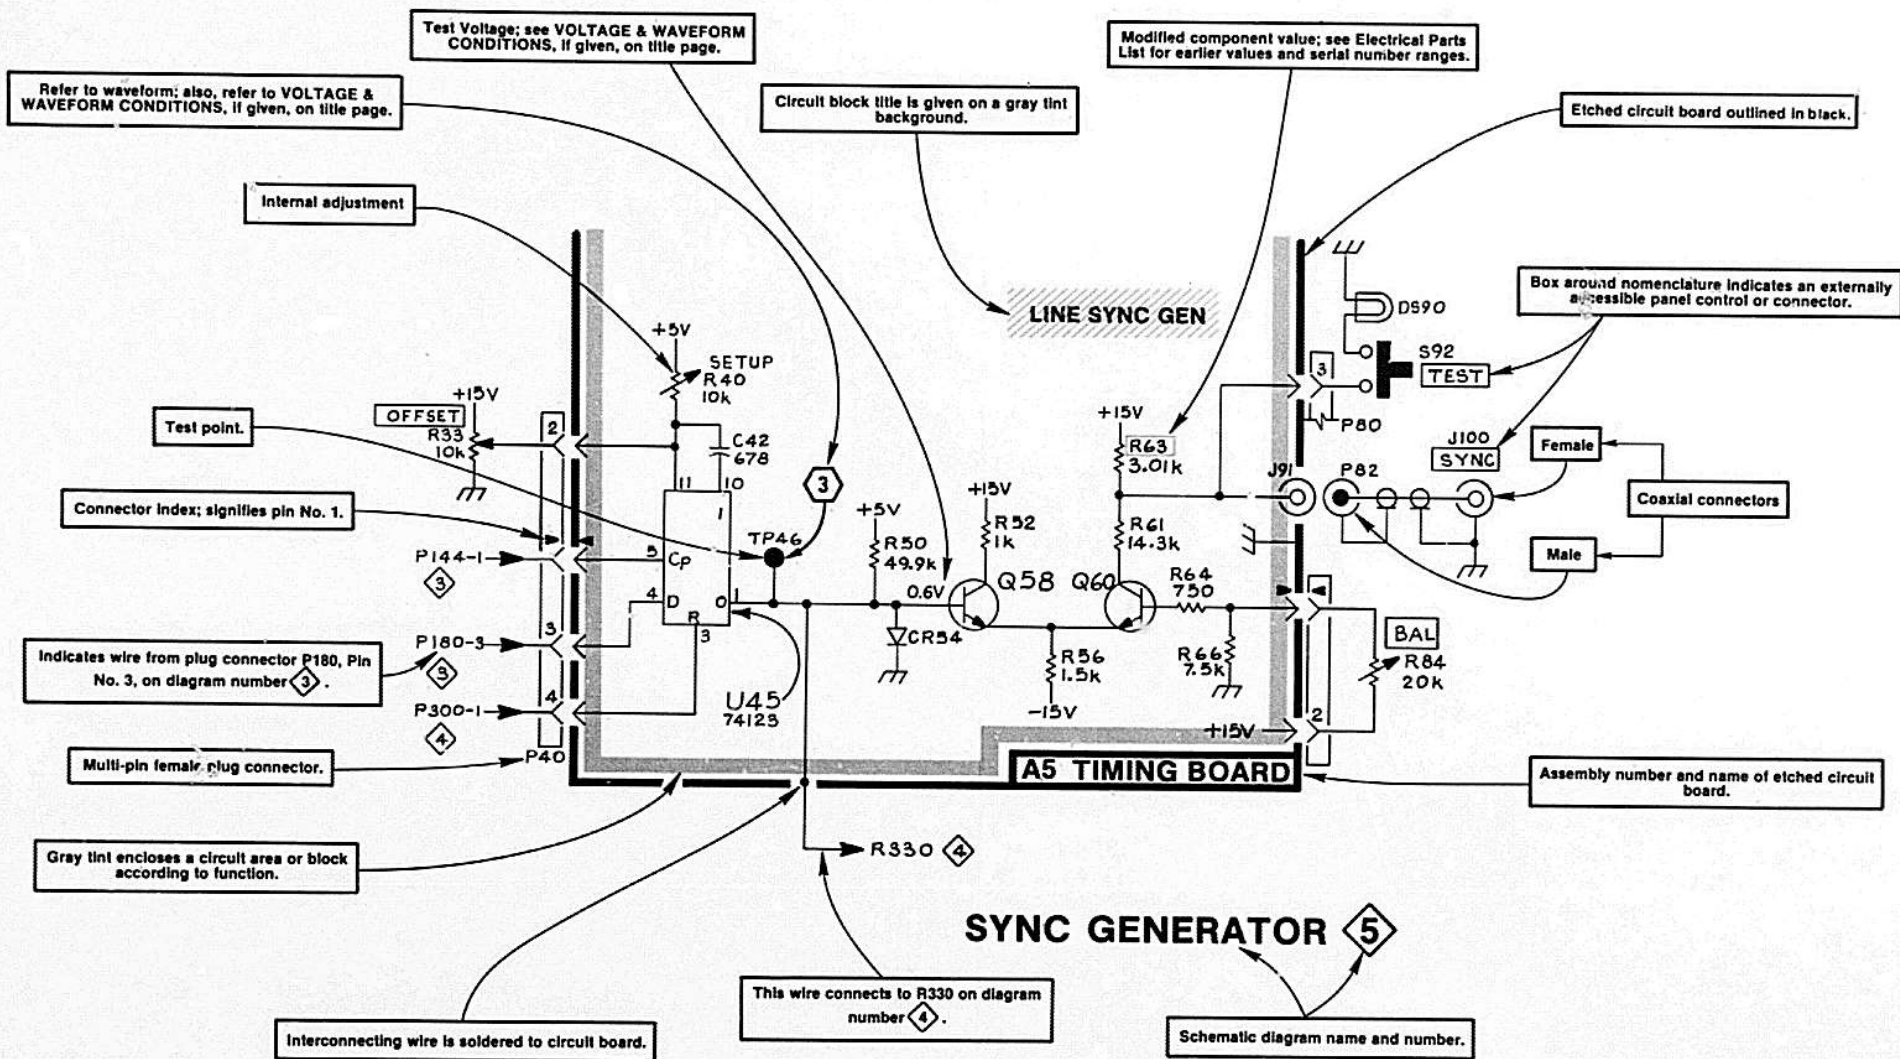 Test Voltage; see VOLTAGE & WAVEFORM
CONDITIONS, if given, on title page.
Modified component value; see Electrical Parts
List for earlier values and serial number ranges.
Refer to waveform; also, refer to VOLTAGE &
WAVEFORM CONDITIONS, if given, on title page.
Circuit block title is given on a gray tint
background.
Etched circuit board outlined in black.
Internal adjustment
Box around nomenclature indicates an externally
accessible panel control or connector.
LINE SYNC GEN
DS90
+5V
SETUP
R40
10k
S92
TEST
3
P80
+15V
OFFSET
R33
10k
2
Test point.
C42
678
+15V
R63
3.01k
J100
SYNC
Female
Coaxial connectors
Male
J91
P82
3
11
10
1
Connector Index; signifies pin No. 1.
+5V
R50
49.9k
+15V
R52
1k
R61
14.3k
TP46
P144-1
3
5
CP
4
D
O
1
R
3
0.6V
Q58
Q60
R64
750
CR54
R56
1.5k
-15V
R66
7.5k
BAL
R84
20k
Indicates wire from plug connector P180, Pin
No. 3, on diagram number 3 .
P180-3
3
3
P300-1
4
4
U45
74123
+15V
2
P40
Multi-pin female plug connector.
A5 TIMING BOARD
Assembly number and name of etched circuit
board.
Gray tint encloses a circuit area or block
according to function.
R330 4
SYNC GENERATOR 5
This wire connects to R330 on diagram
number 4 .
Interconnecting wire is soldered to circuit board.
Schematic diagram name and number.